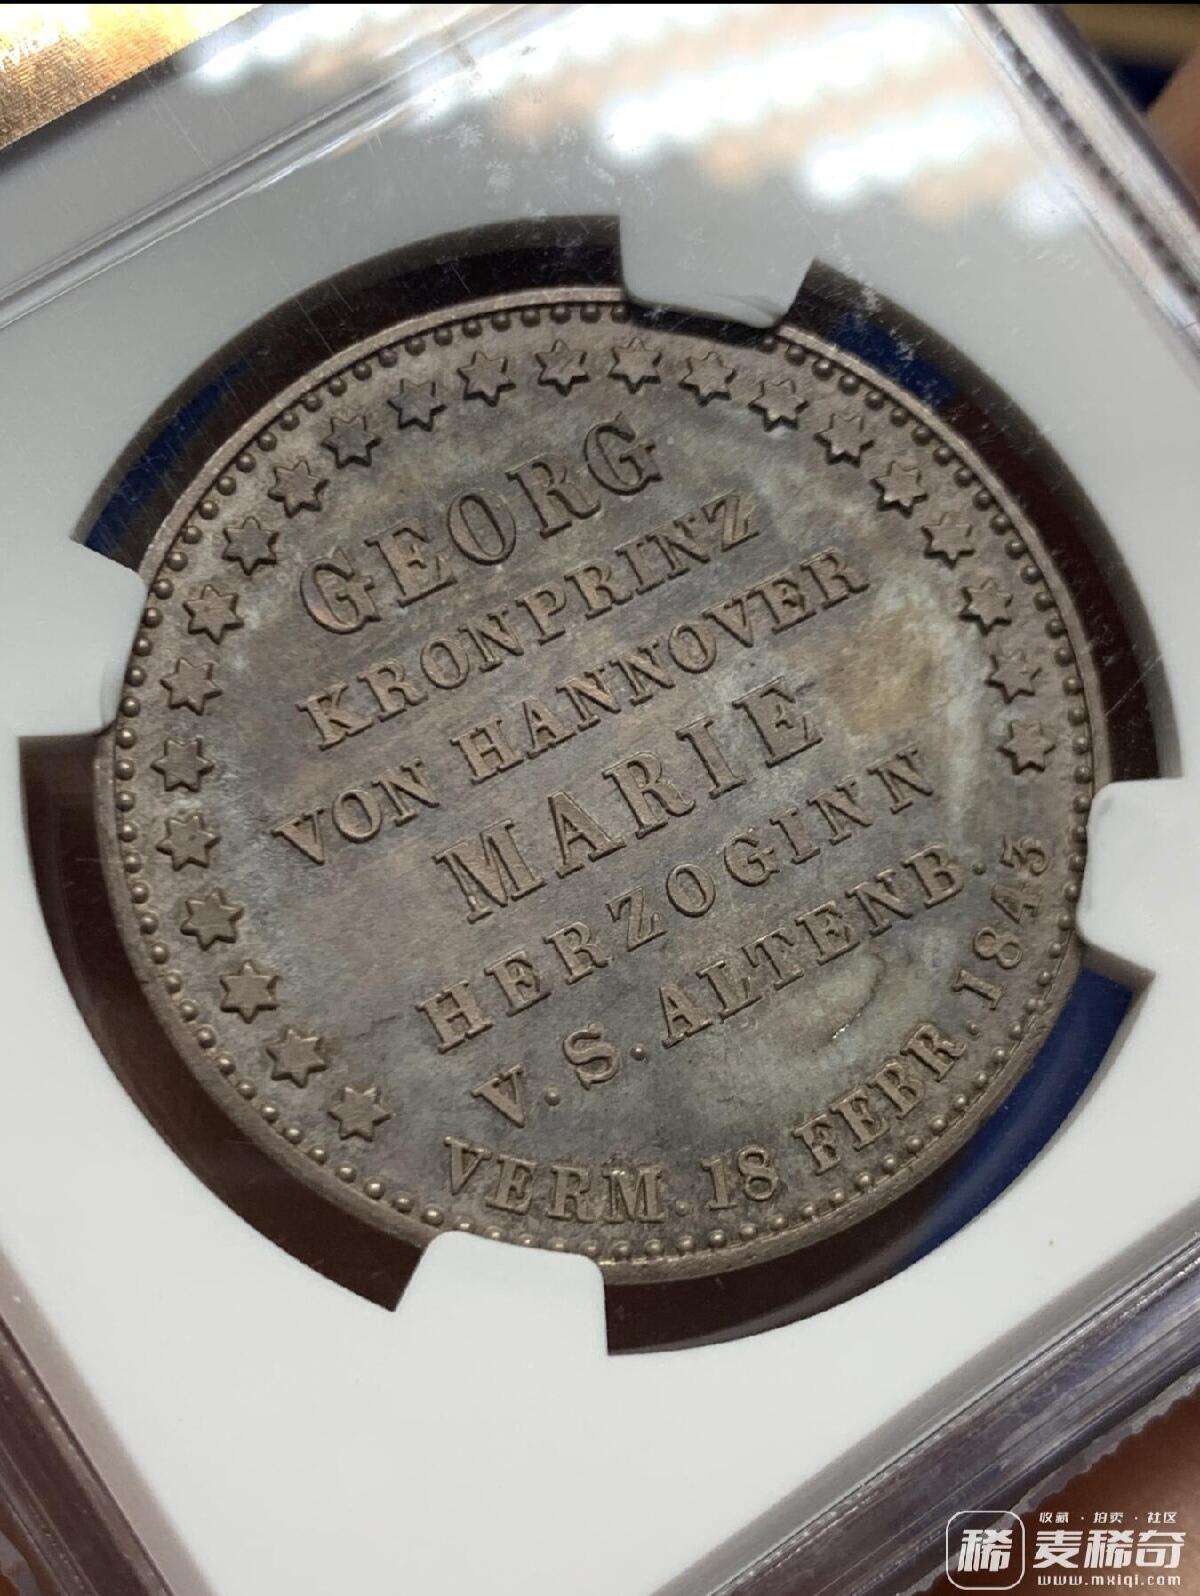 GEORG
KRONPRINZ
VON HANNOVER
MARIE
HERZOGINN
V. S. ALTENB.
VERM. 18 FEBR. 1843
稀
收藏 · 拍卖 · 社区
麦稀奇
www.mxiqi.com